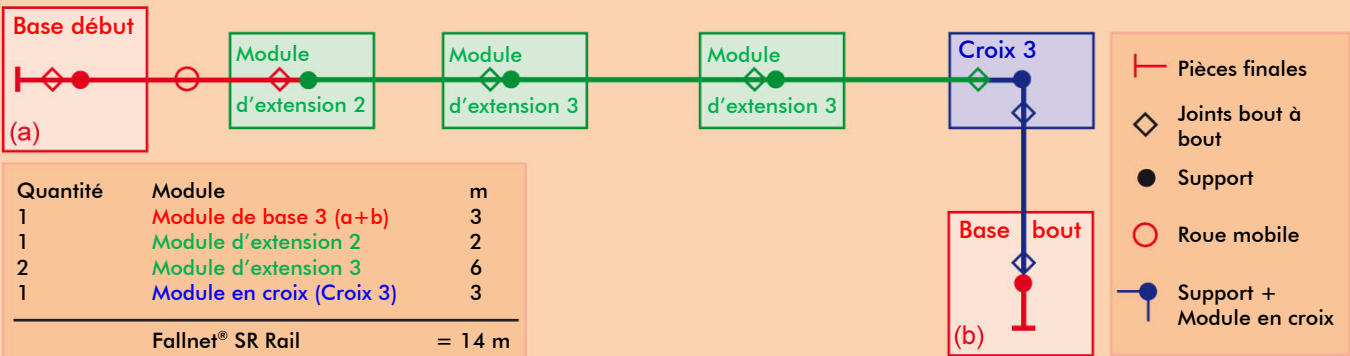 Base début
(a)
Module
d'extension 2
Module
d'extension 3
Module
d'extension 3
Croix 3
Base bout
(b)
Quantité Module m
1 Module de base 3 (a+b) 3
1 Module d'extension 2 2
2 Module d'extension 3 6
1 Module en croix (Croix 3) 3
Fallnet® SR Rail = 14 m
Pièces finales
Joints bout à
bout
Support
Roue mobile
Support +
Module en croix